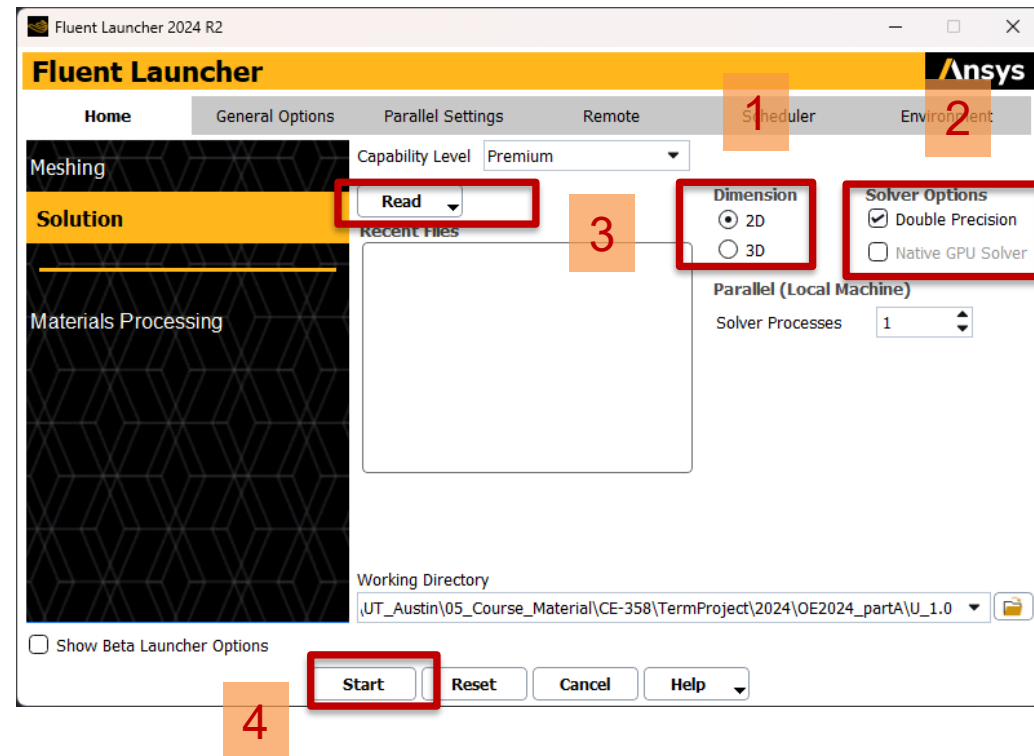 Fluent Launcher 2024 R2
Fluent Launcher
Ansys
Home General Options Parallel Settings Remote Scheduler Environment
1
2
Meshing
Solution
Materials Processing
Capability Level Premium
Read
3
Recent Files
Dimension
2D
3D
Solver Options
Double Precision
Native GPU Solver
Parallel (Local Machine)
Solver Processes 1
Working Directory
\UT_Austin\05_Course_Material\CE-358\TermProject\2024\OE2024_partA\U_1.0
Show Beta Launcher Options
Start Reset Cancel Help
4